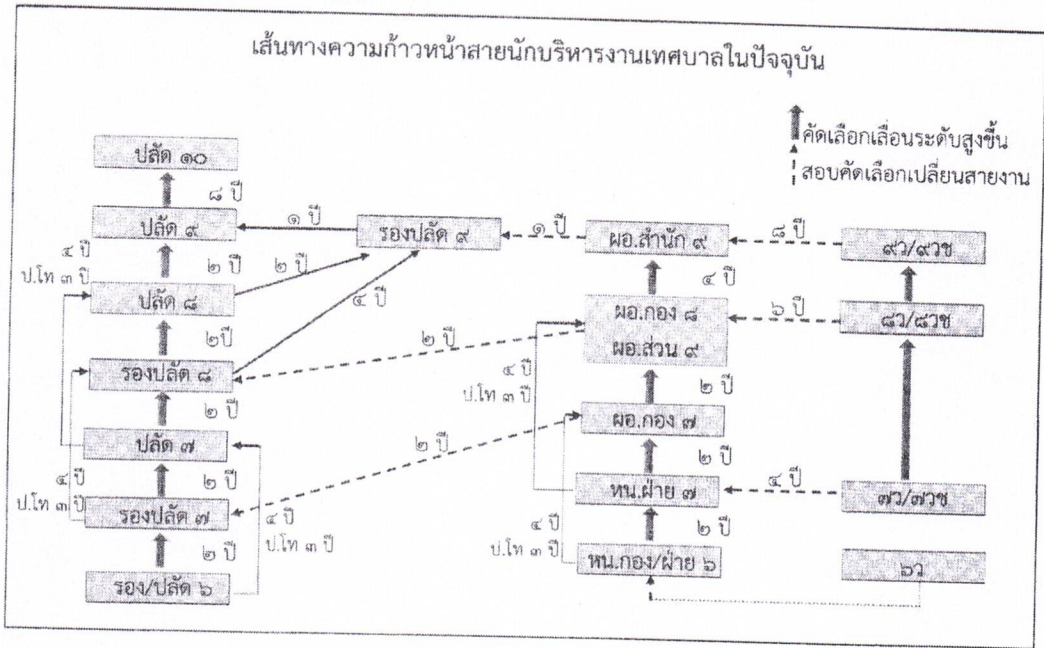 เส้นทางความก้าวหน้าสายนักบริหารงานเทศบาลในปัจจุบัน
คัดเลือกเลื่อนระดับสูงขึ้น
สอบคัดเลือกเปลี่ยนสายงาน
ปลัด ๑๐
๘ ปี
ปลัด ๙
๑ ปี
รองปลัด ๙
๑ ปี
ผอ.สำนัก ๙
๘ ปี
๙ว/๙วช
๔ ปี
ป.โท ๓ ปี
๒ ปี
๒ ปี
๔ ปี
๔ ปี
ปลัด ๘
ผอ.กอง ๘
ผอ.ส่วน ๙
๖ ปี
๘ว/๘วช
๒ปี
๒ ปี
รองปลัด ๘
๔ ปี
ป.โท ๓ ปี
๒ ปี
๒ ปี
ปลัด ๗
๒ ปี
ผอ.กอง ๗
๔ ปี
ป.โท ๓ ปี
๒ ปี
๒ ปี
รองปลัด ๗
หน.ฝ่าย ๗
๔ ปี
๗ว/๗วช
๔ ปี
ป.โท ๓ ปี
๒ ปี
๔ ปี
ป.โท ๓ ปี
๒ ปี
รอง/ปลัด ๖
หน.กอง/ฝ่าย ๖
๖ว